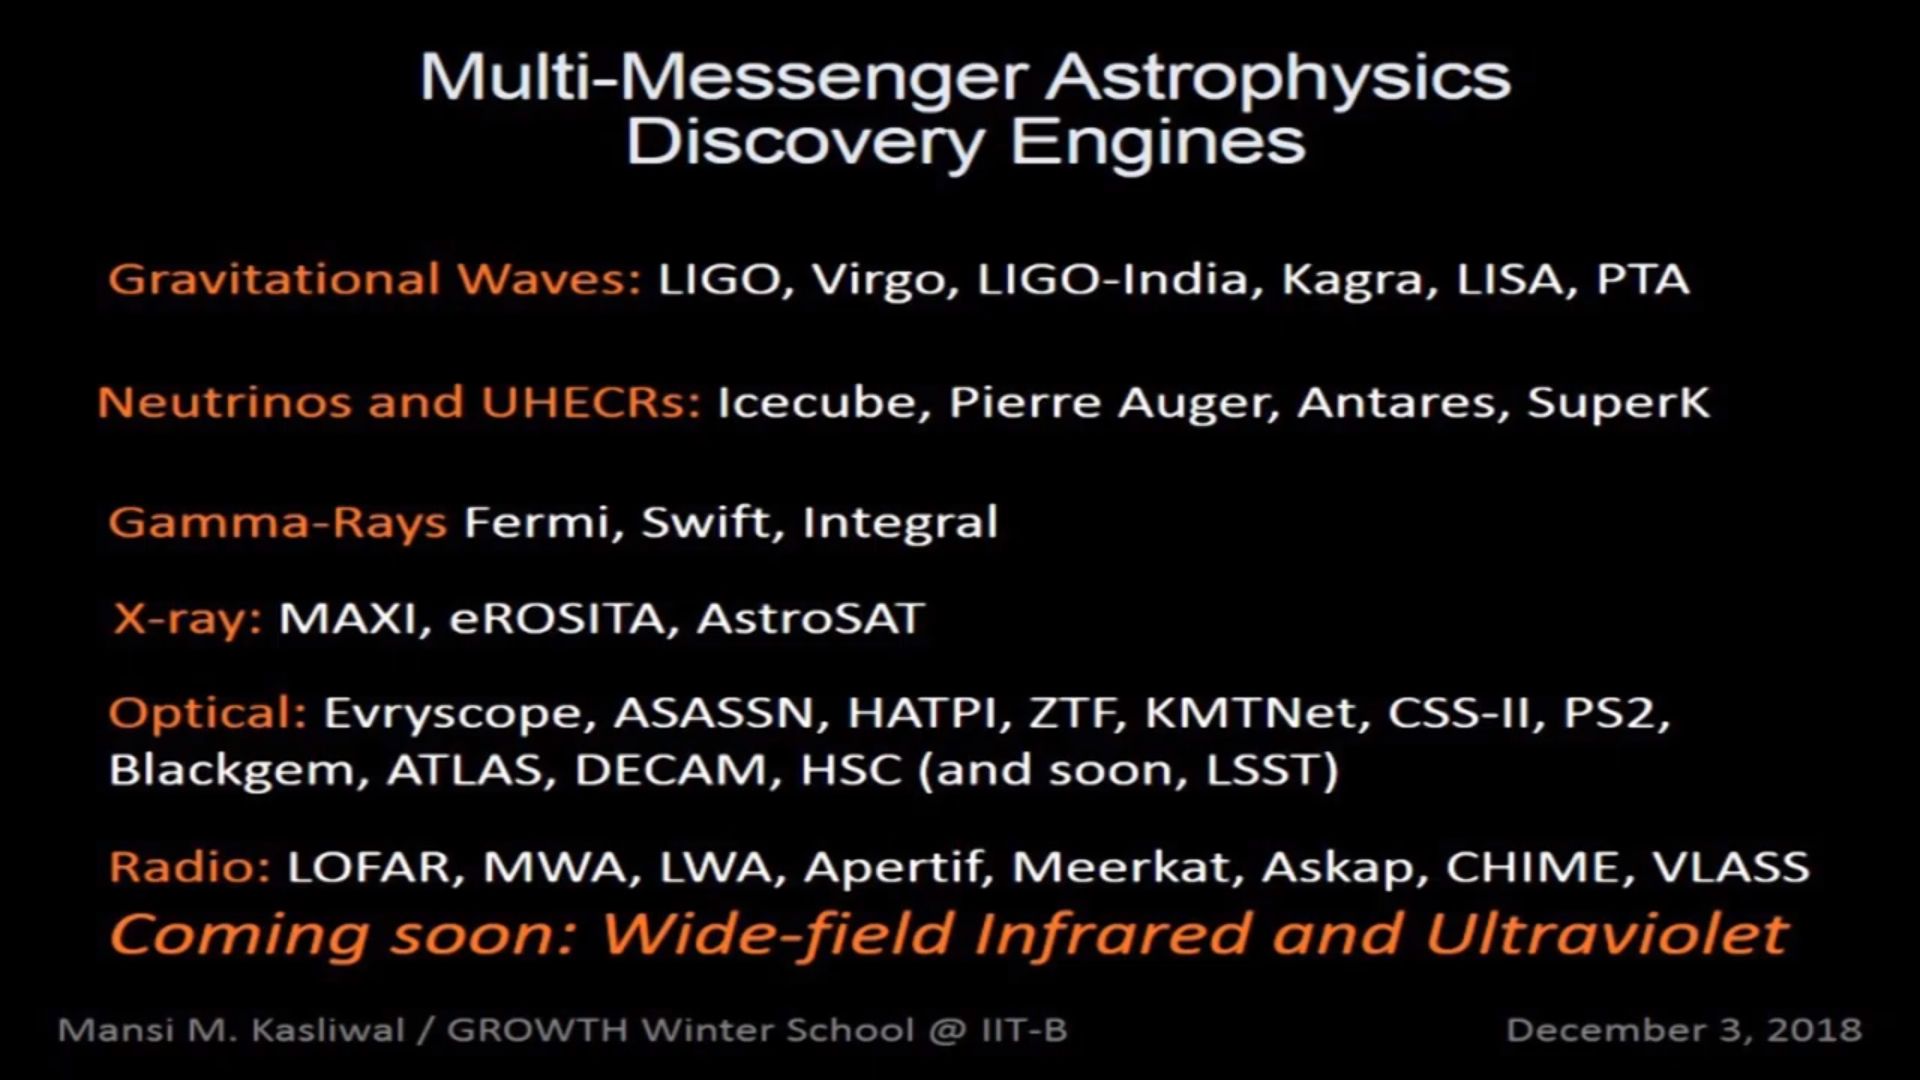 Multi-Messenger Astrophysics
Discovery Engines
Gravitational Waves: LIGO, Virgo, LIGO-India, Kagra, LISA, PTA
Neutrinos and UHECRs: Icecube, Pierre Auger, Antares, SuperK
Gamma-Rays Fermi, Swift, Integral
X-ray: MAXI, eROSITA, AstroSAT
Optical: Evryscope, ASASSN, HATPI, ZTF, KMTNet, CSS-II, PS2,
Blackgem, ATLAS, DECAM, HSC (and soon, LSST)
Radio: LOFAR, MWA, LWA, Apertif, Meerkat, Askap, CHIME, VLASS
Coming soon: Wide-field Infrared and Ultraviolet
Mansi M. Kasliwal / GROWTH Winter School @ IIT-B
December 3, 2018